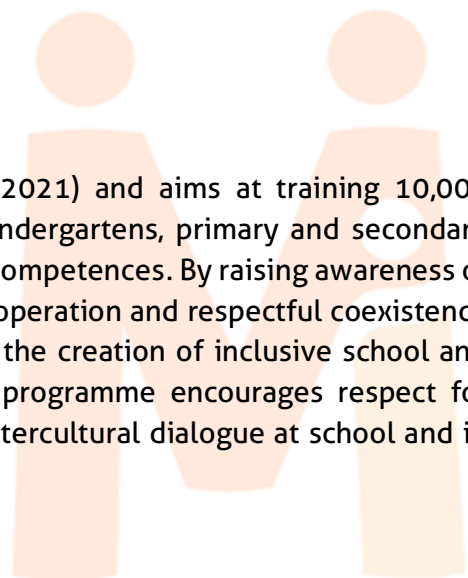 2021) and aims at training 10,00
ndergartens, primary and secondar
ompetences. By raising awareness
operation and respectful coexistenc
the creation of inclusive school an
programme encourages respect fo
tercultural dialogue at school and i